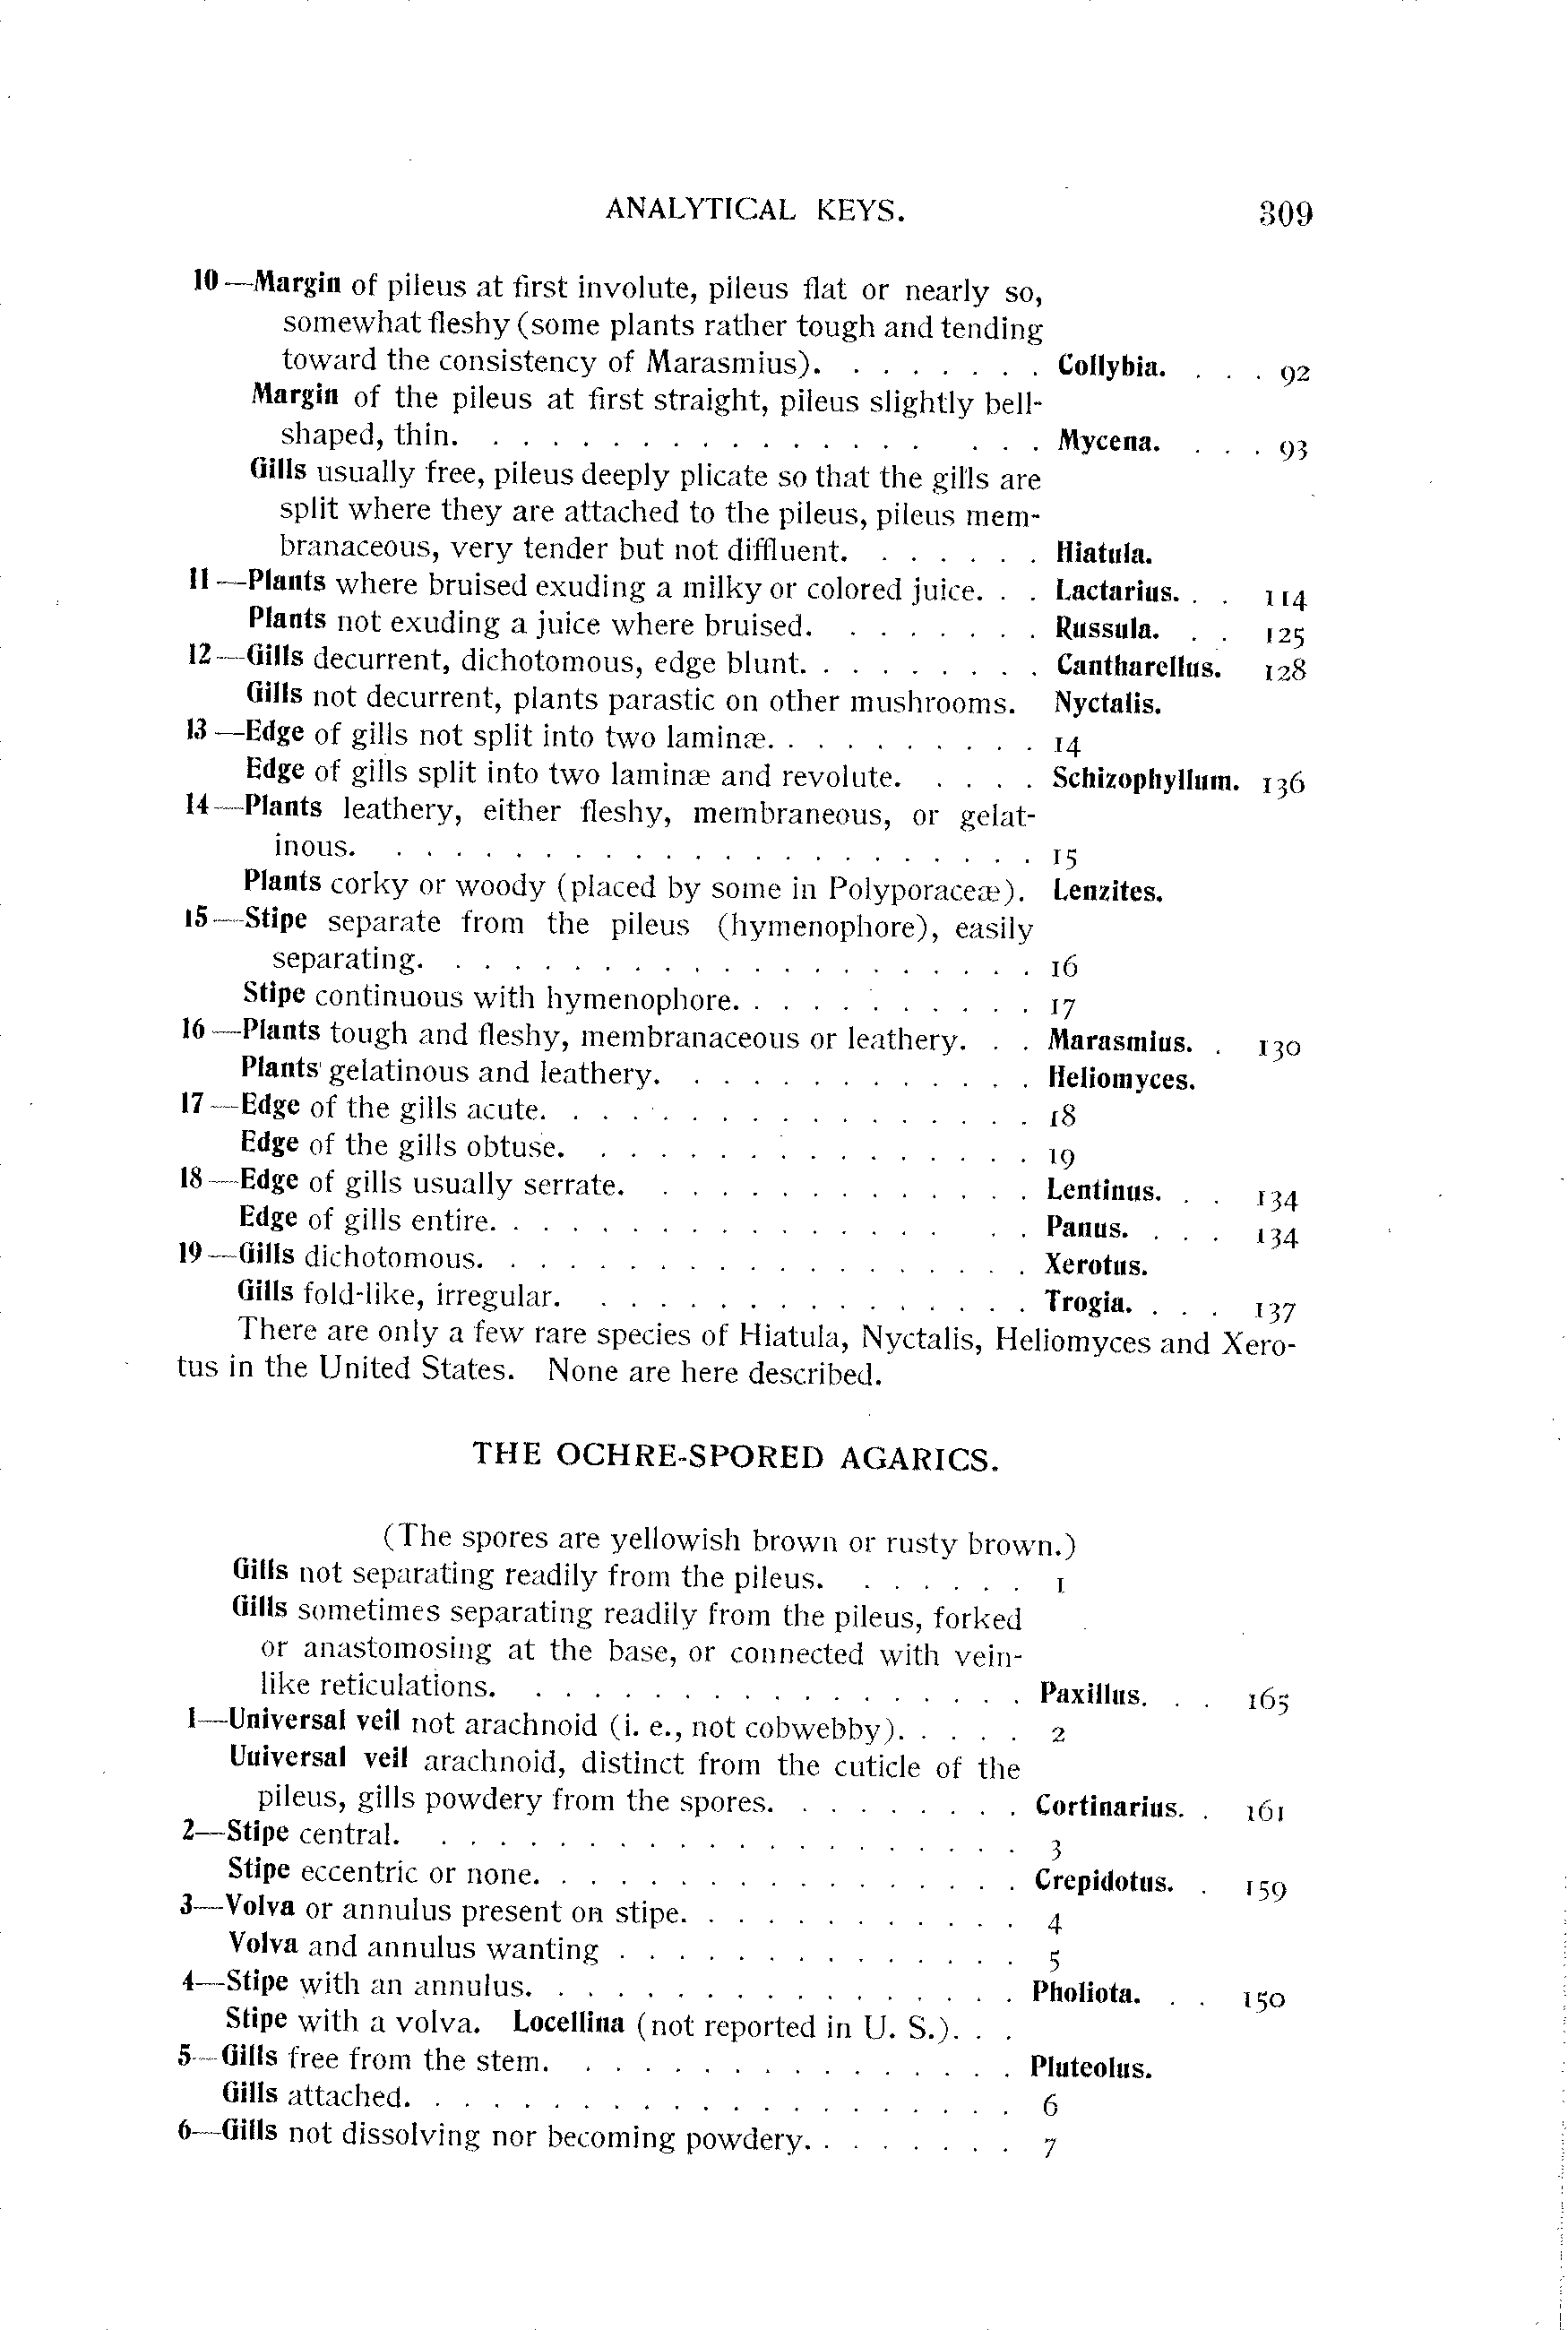 ANALYTICAL KEYS. 309
10—Margin of pileus at first involute, pileus flat or nearly so,
somewhat fleshy (some plants rather tough and tending
toward the consistency of Marasmius). . . . . . . . Collybia. . . . 92
Margin of the pileus at first straight, pileus slightly bell-
shaped, thin. . . . . . . . . . . . . . . . . . . Mycena. . . . 93
Gills usually free, pileus deeply plicate so that the gills are
split where they are attached to the pileus, pileus mem-
branaceous, very tender but not diffluent. . . . . . . Hiatula.
11—Plants where bruised exuding a milky or colored juice. . . Lactarius. . . 114
Plants not exuding a juice where bruised. . . . . . . . Russula. . . 125
12—Gills decurrent, dichotomous, edge blunt. . . . . . . . . Cantharellus. 128
Gills not decurrent, plants parastic on other mushrooms. Nyctalis.
13—Edge of gills not split into two laminæ. . . . . . . . . . 14
Edge of gills split into two laminæ and revolute. . . . . Schizophyllum. 136
14—Plants leathery, either fleshy, membraneous, or gelat-
inous. . . . . . . . . . . . . . . . . . . . . . . 15
Plants corky or woody (placed by some in Polyporaceæ). Lenzites.
15—Stipe separate from the pileus (hymenophore), easily
separating. . . . . . . . . . . . . . . . . . . . . 16
Stipe continuous with hymenophore. . . . . . . . . . . 17
16—Plants tough and fleshy, membranaceous or leathery. . . Marasmius. . 130
Plants gelatinous and leathery. . . . . . . . . . . . . Heliomyces.
17—Edge of the gills acute. . . . . . . . . . . . . . . . . 18
Edge of the gills obtuse. . . . . . . . . . . . . . . . 19
18—Edge of gills usually serrate. . . . . . . . . . . . . . Lentinus. . . 134
Edge of gills entire. . . . . . . . . . . . . . . . . . Panus. . . . 134
19—Gills dichotomous. . . . . . . . . . . . . . . . . . . Xerotus.
Gills fold-like, irregular. . . . . . . . . . . . . . . . Trogia. . . . 137
There are only a few rare species of Hiatula, Nyctalis, Heliomyces and Xero-
tus in the United States. None are here described.
THE OCHRE-SPORED AGARICS.
(The spores are yellowish brown or rusty brown.)
Gills not separating readily from the pileus. . . . . . . 1
Gills sometimes separating readily from the pileus, forked
or anastomosing at the base, or connected with vein-
like reticulations. . . . . . . . . . . . . . . . . . Paxillus. . . 165
1—Universal veil not arachnoid (i. e., not cobwebby). . . . . 2
Uuiversal veil arachnoid, distinct from the cuticle of the
pileus, gills powdery from the spores. . . . . . . . . Cortinarius. . 161
2—Stipe central. . . . . . . . . . . . . . . . . . . . . 3
Stipe eccentric or none. . . . . . . . . . . . . . . . . Crepidotus. . 159
3—Volva or annulus present on stipe. . . . . . . . . . . . 4
Volva and annulus wanting . . . . . . . . . . . . . . 5
4—Stipe with an annulus. . . . . . . . . . . . . . . . . Pholiota. . . 150
Stipe with a volva. Locellina (not reported in U. S.). . .
5—Gills free from the stem. . . . . . . . . . . . . . . . Pluteolus.
Gills attached. . . . . . . . . . . . . . . . . . . . . 6
6—Gills not dissolving nor becoming powdery. . . . . . . . 7